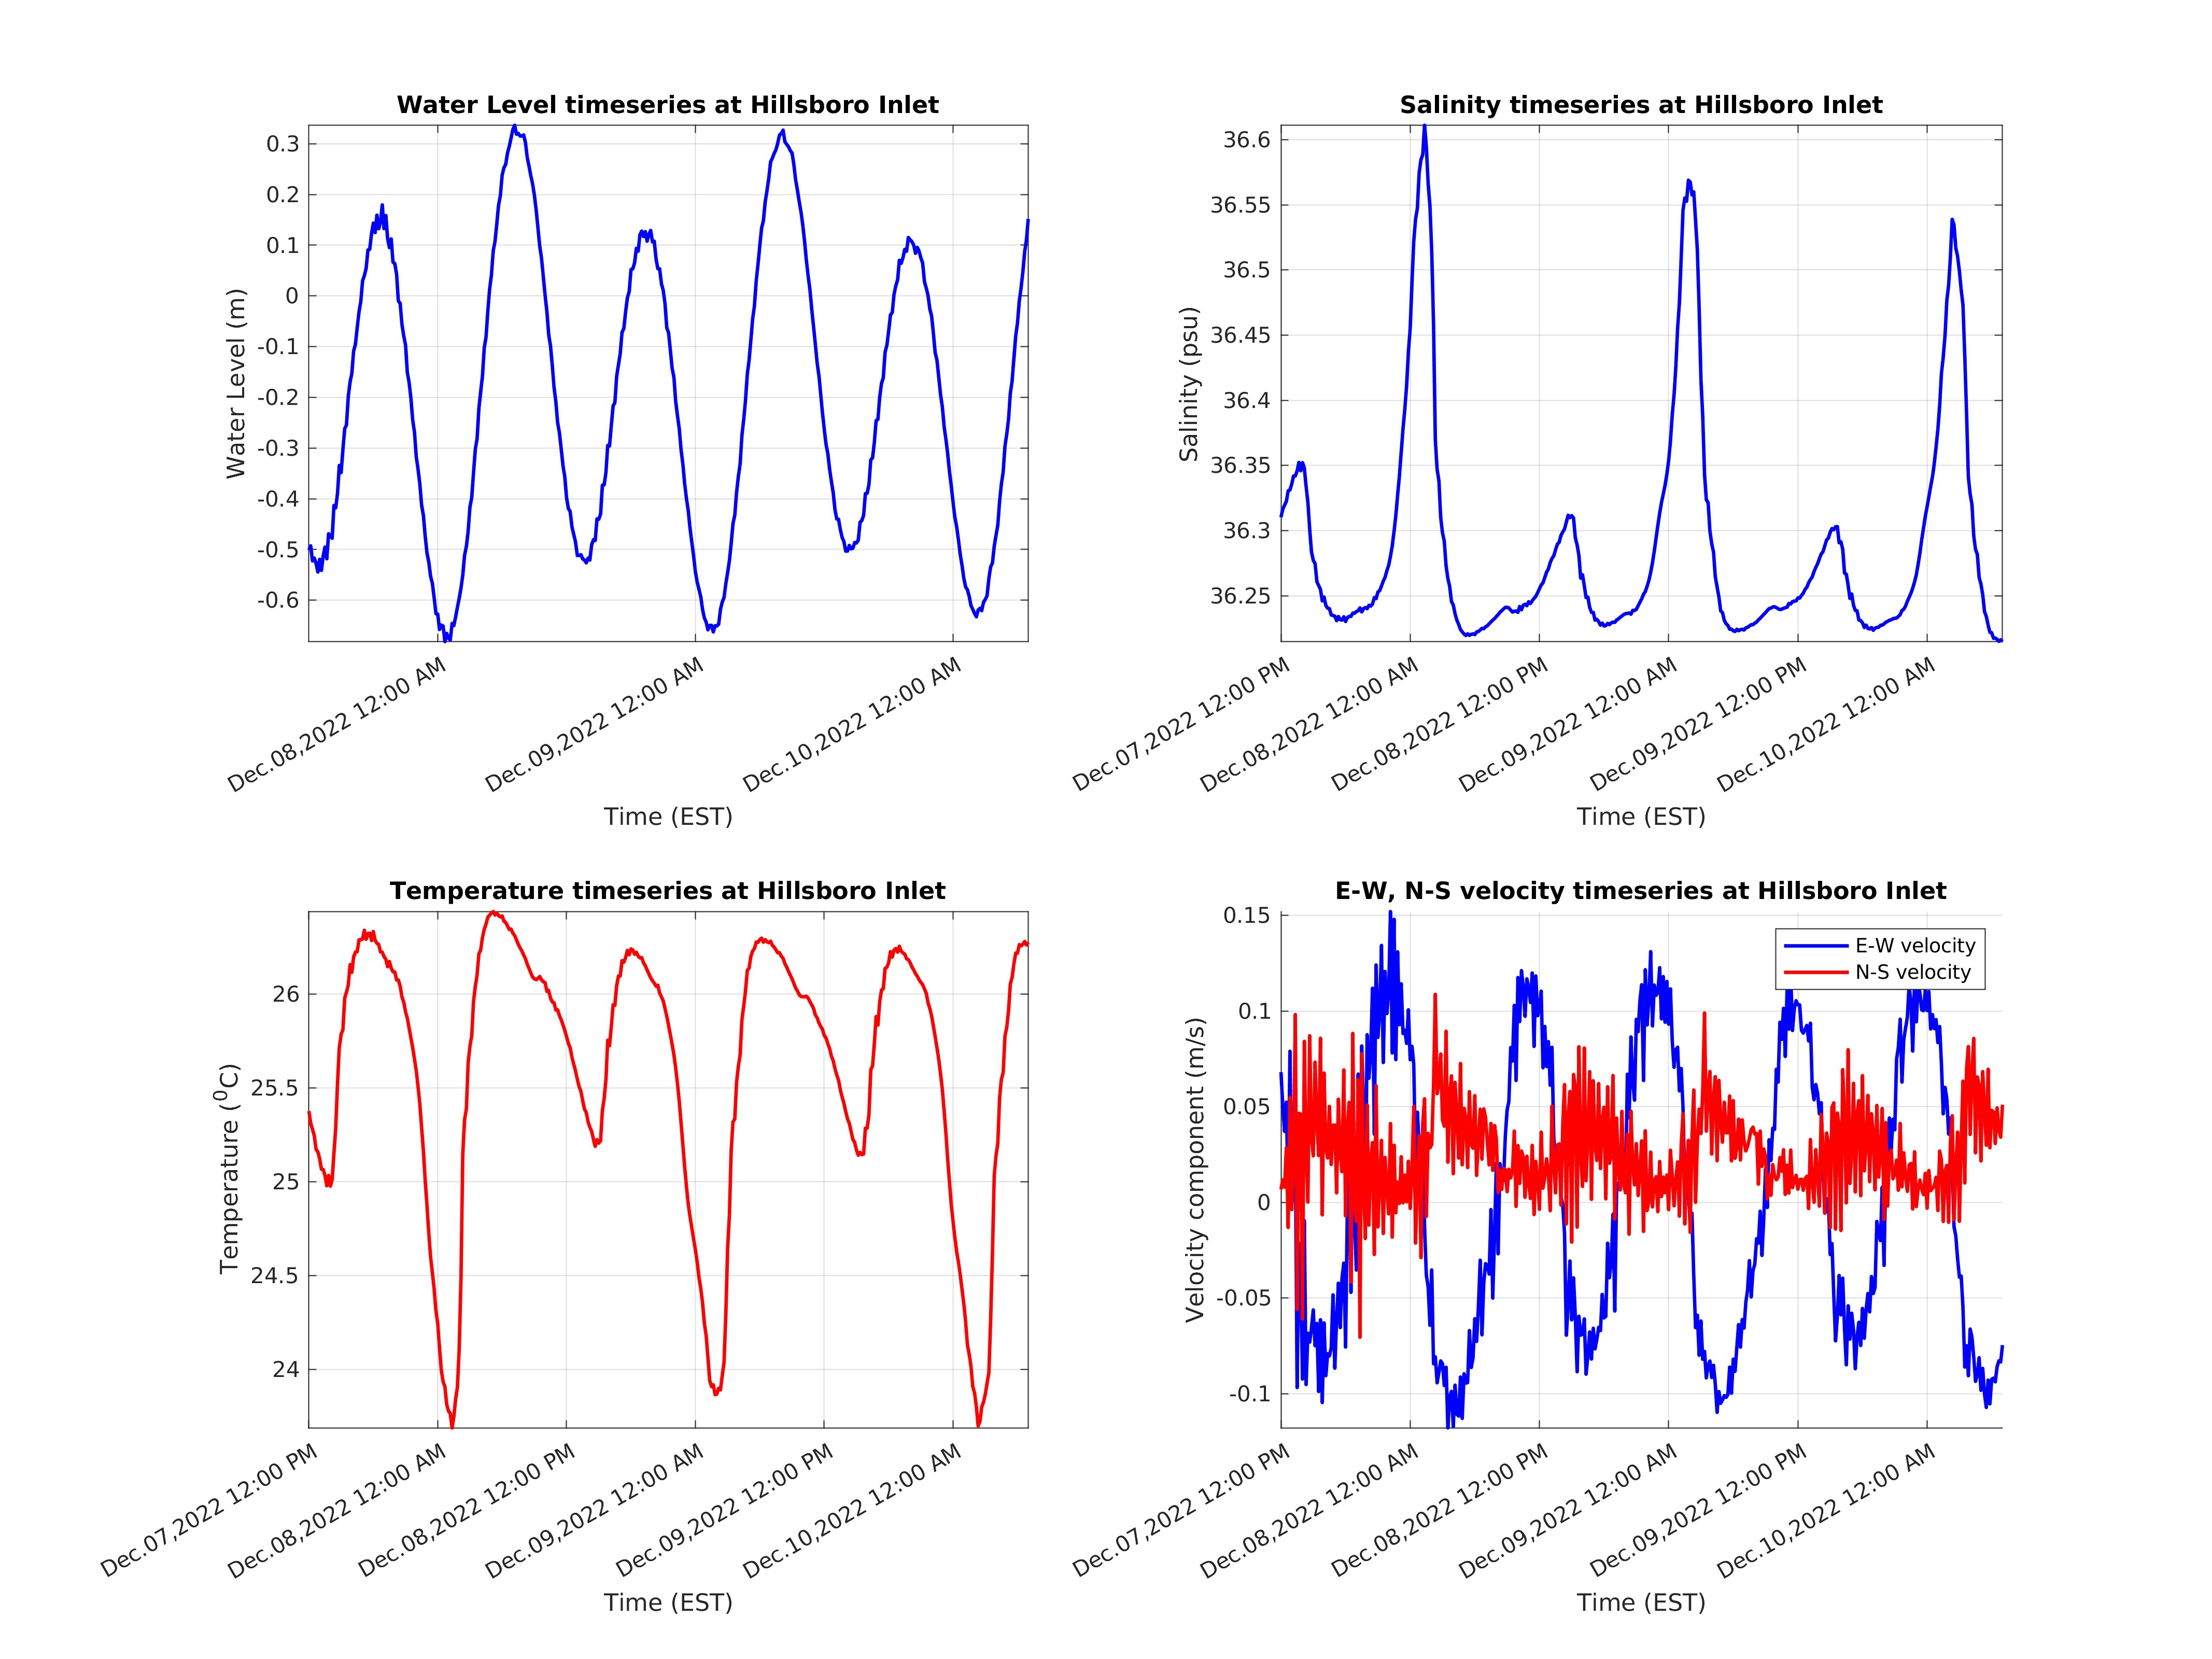 Water Level timeseries at Hillsboro Inlet
0.3
0.2
0.1
0
-0.1
-0.2
-0.3
-0.4
-0.5
-0.6
Water Level (m)
Dec.08,2022 12:00 AM
Dec.09,2022 12:00 AM
Dec.10,2022 12:00 AM
Time (EST)
Salinity timeseries at Hillsboro Inlet
36.6
36.55
36.5
36.45
36.4
36.35
36.3
36.25
Salinity (psu)
Dec.07,2022 12:00 PM
Dec.08,2022 12:00 AM
Dec.08,2022 12:00 PM
Dec.09,2022 12:00 AM
Dec.09,2022 12:00 PM
Dec.10,2022 12:00 AM
Time (EST)
Temperature timeseries at Hillsboro Inlet
26
25.5
25
24.5
24
Temperature (⁰C)
Dec.07,2022 12:00 PM
Dec.08,2022 12:00 AM
Dec.08,2022 12:00 PM
Dec.09,2022 12:00 AM
Dec.09,2022 12:00 PM
Dec.10,2022 12:00 AM
Time (EST)
E-W, N-S velocity timeseries at Hillsboro Inlet
E-W velocity
N-S velocity
0.15
0.1
0.05
0
-0.05
-0.1
Velocity component (m/s)
Dec.07,2022 12:00 PM
Dec.08,2022 12:00 AM
Dec.08,2022 12:00 PM
Dec.09,2022 12:00 AM
Dec.09,2022 12:00 PM
Dec.10,2022 12:00 AM
Time (EST)